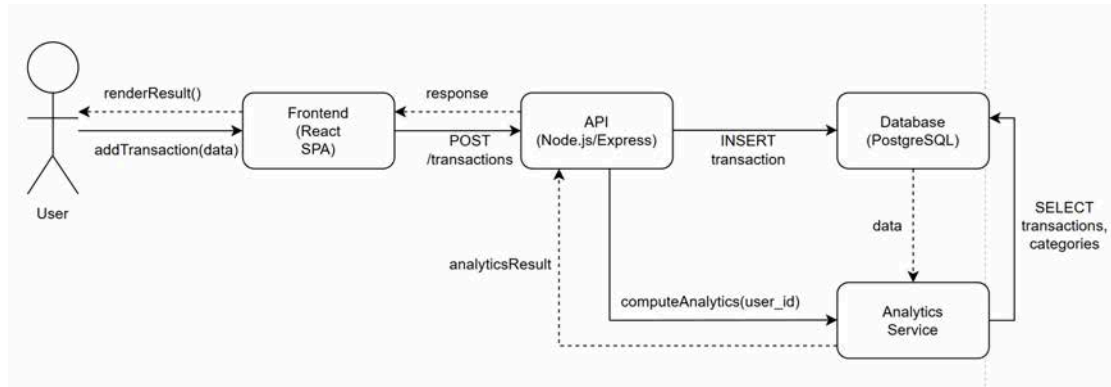 renderResult()
addTransaction(data)
User
Frontend
(React
SPA)
response
POST
/transactions
API
(Node.js/Express)
INSERT
transaction
Database
(PostgreSQL)
SELECT
transactions,
categories
data
analyticsResult
computeAnalytics(user_id)
Analytics
Service